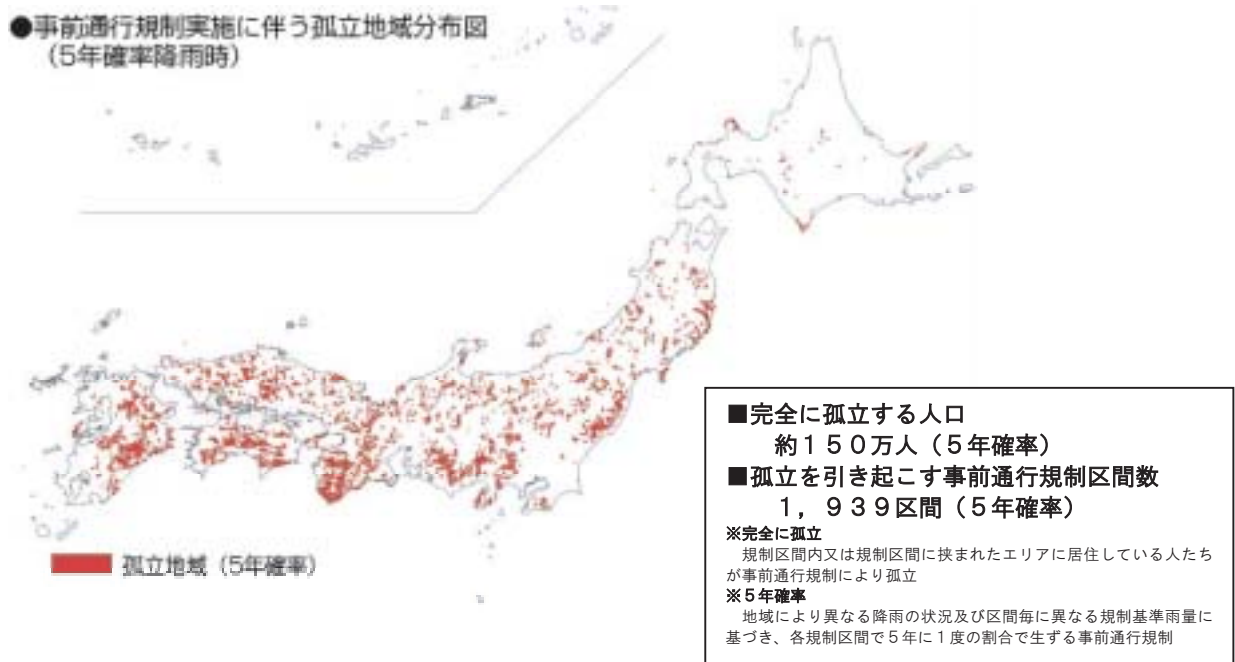 ●事前通行規制実施に伴う孤立地域分布図
（5年確率降雨時）
孤立地域（5年確率）
■完全に孤立する人口
約１５０万人（５年確率）
■孤立を引き起こす事前通行規制区間数
１，９３９区間（５年確率）
※完全に孤立
規制区間内又は規制区間に挟まれたエリアに居住している人たち
が事前通行規制により孤立
※５年確率
地域により異なる降雨の状況及び区間毎に異なる規制基準雨量に
基づき、各規制区間で５年に１度の割合で生ずる事前通行規制